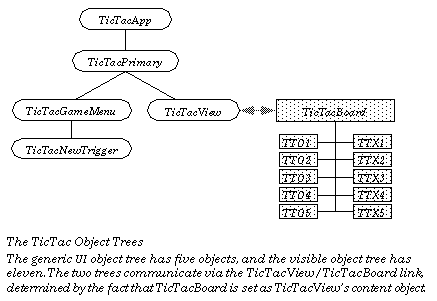 TicTacApp
TicTacPrimary
TicTacGameMenu
TicTacView
TicTacBoard
TicTacNewTrigger
TTO1
TTX1
TTO2
TTX2
TTO3
TTX3
TTO4
TTX4
TTO5
TTX5
The TicTac Object Trees
The generic UI object tree has five objects, and the visible object tree has
eleven. The two trees communicate via the TicTacView/TicTacBoard link,
determined by the fact that TicTacBoard is set as TicTacView's content object.